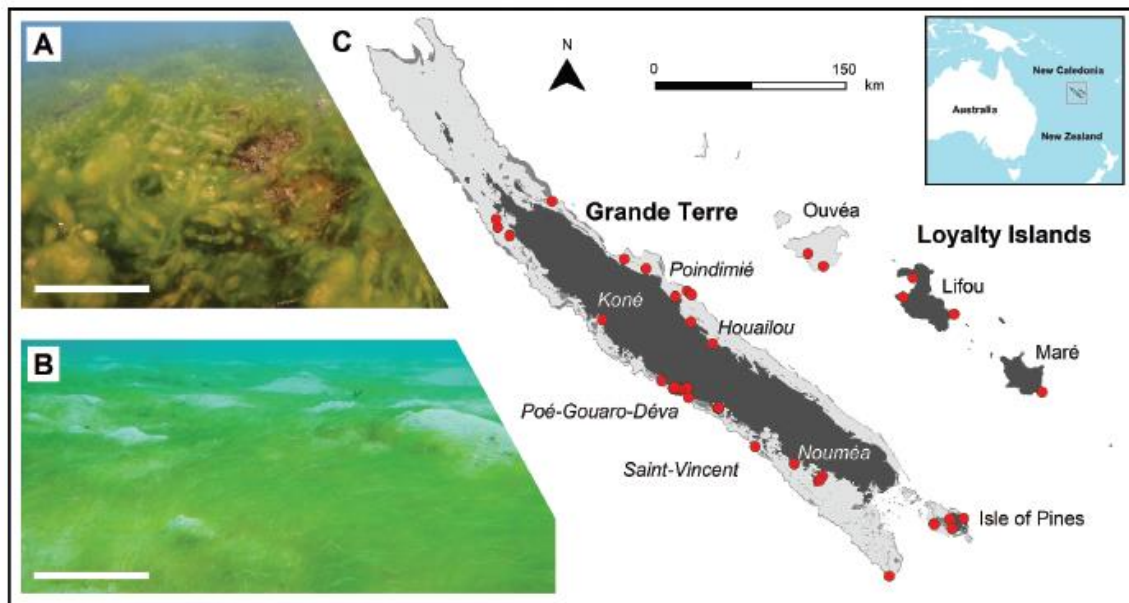 A
B
C
N
0
150
km
New Caledonia
Australia
New Zealand
Grande Terre
Ouvéa
Loyalty Islands
Poindimié
Lifou
Koné
Houaïlou
Maré
Poé-Gouaro-Déva
Nouméa
Saint-Vincent
Isle of Pines